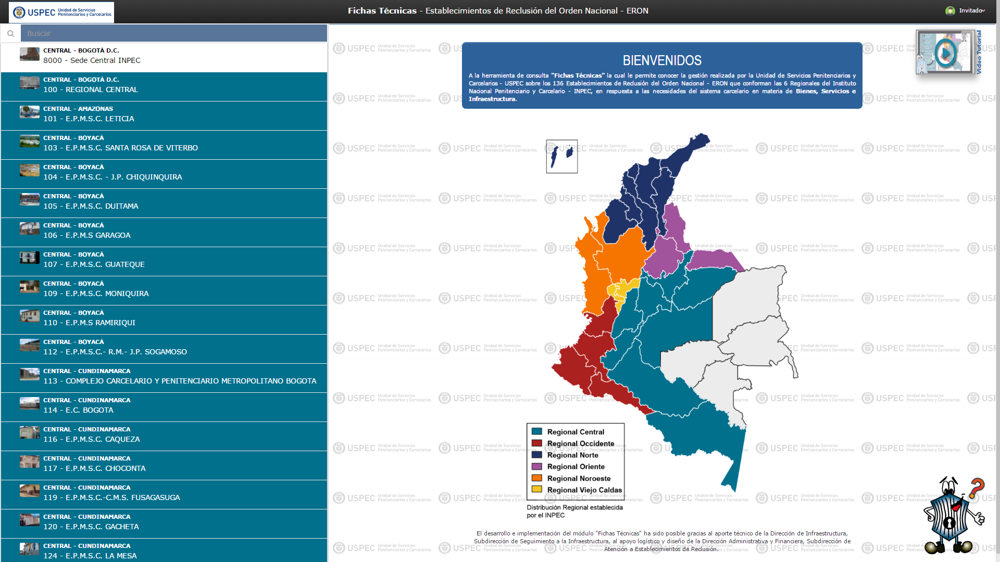 USPEC Unidad de Servicios
Penitenciarios y Carcelarios
Fichas Técnicas - Establecimientos de Reclusión del Orden Nacional - ERON
Invitado
Buscar
CENTRAL - BOGOTÁ D.C.
8000 - Sede Central INPEC
CENTRAL - BOGOTÁ D.C.
100 - REGIONAL CENTRAL
CENTRAL - AMAZONAS
101 - E.P.M.S.C. LETICIA
CENTRAL - BOYACÁ
103 - E.P.M.S.C. SANTA ROSA DE VITERBO
CENTRAL - BOYACÁ
104 - E.P.M.S.C. - J.P. CHIQUINQUIRA
CENTRAL - BOYACÁ
105 - E.P.M.S.C. DUITAMA
CENTRAL - BOYACÁ
106 - E.P.M.S GARAGOA
CENTRAL - BOYACÁ
107 - E.P.M.S.C. GUATEQUE
CENTRAL - BOYACÁ
109 - E.P.M.S.C. MONIQUIRA
CENTRAL - BOYACÁ
110 - E.P.M.S RAMIRIQUI
CENTRAL - BOYACÁ
112 - E.P.M.S.C.- R.M.- J.P. SOGAMOSO
CENTRAL - CUNDINAMARCA
113 - COMPLEJO CARCELARIO Y PENITENCIARIO METROPOLITANO BOGOTA
CENTRAL - CUNDINAMARCA
114 - E.C. BOGOTA
CENTRAL - CUNDINAMARCA
116 - E.P.M.S.C. CAQUEZA
CENTRAL - CUNDINAMARCA
117 - E.P.M.S.C. CHOCONTA
CENTRAL - CUNDINAMARCA
119 - E.P.M.S.C.-C.M.S. FUSAGASUGA
CENTRAL - CUNDINAMARCA
120 - E.P.M.S.C. GACHETA
CENTRAL - CUNDINAMARCA
124 - E.P.M.S.C. LA MESA
BIENVENIDOS
A la herramienta de consulta "Fichas Técnicas" la cual le permite conocer la gestión realizada por la Unidad de Servicios Penitenciarios y
Carcelarios - USPEC sobre los 136 Establecimientos de Reclusión del Orden Nacional - ERON que conforman las 6 Regionales del Instituto
Nacional Penitenciario y Carcelario - INPEC, en respuesta a las necesidades del sistema carcelario en materia de Bienes, Servicios e
Infraestructura.
Video Tutorial
Regional Central
Regional Occidente
Regional Norte
Regional Oriente
Regional Noroeste
Regional Viejo Caldas
Distribución Regional establecida
por el INPEC
El desarrollo e implementación del módulo "Fichas Técnicas" ha sido posible gracias al aporte técnico de la Dirección de Infraestructura,
Subdirección de Seguimiento a la Infraestructura, al apoyo logístico y diseño de la Dirección Administrativa y Financiera, Subdirección de
Atención a Establecimientos de Reclusión.
?